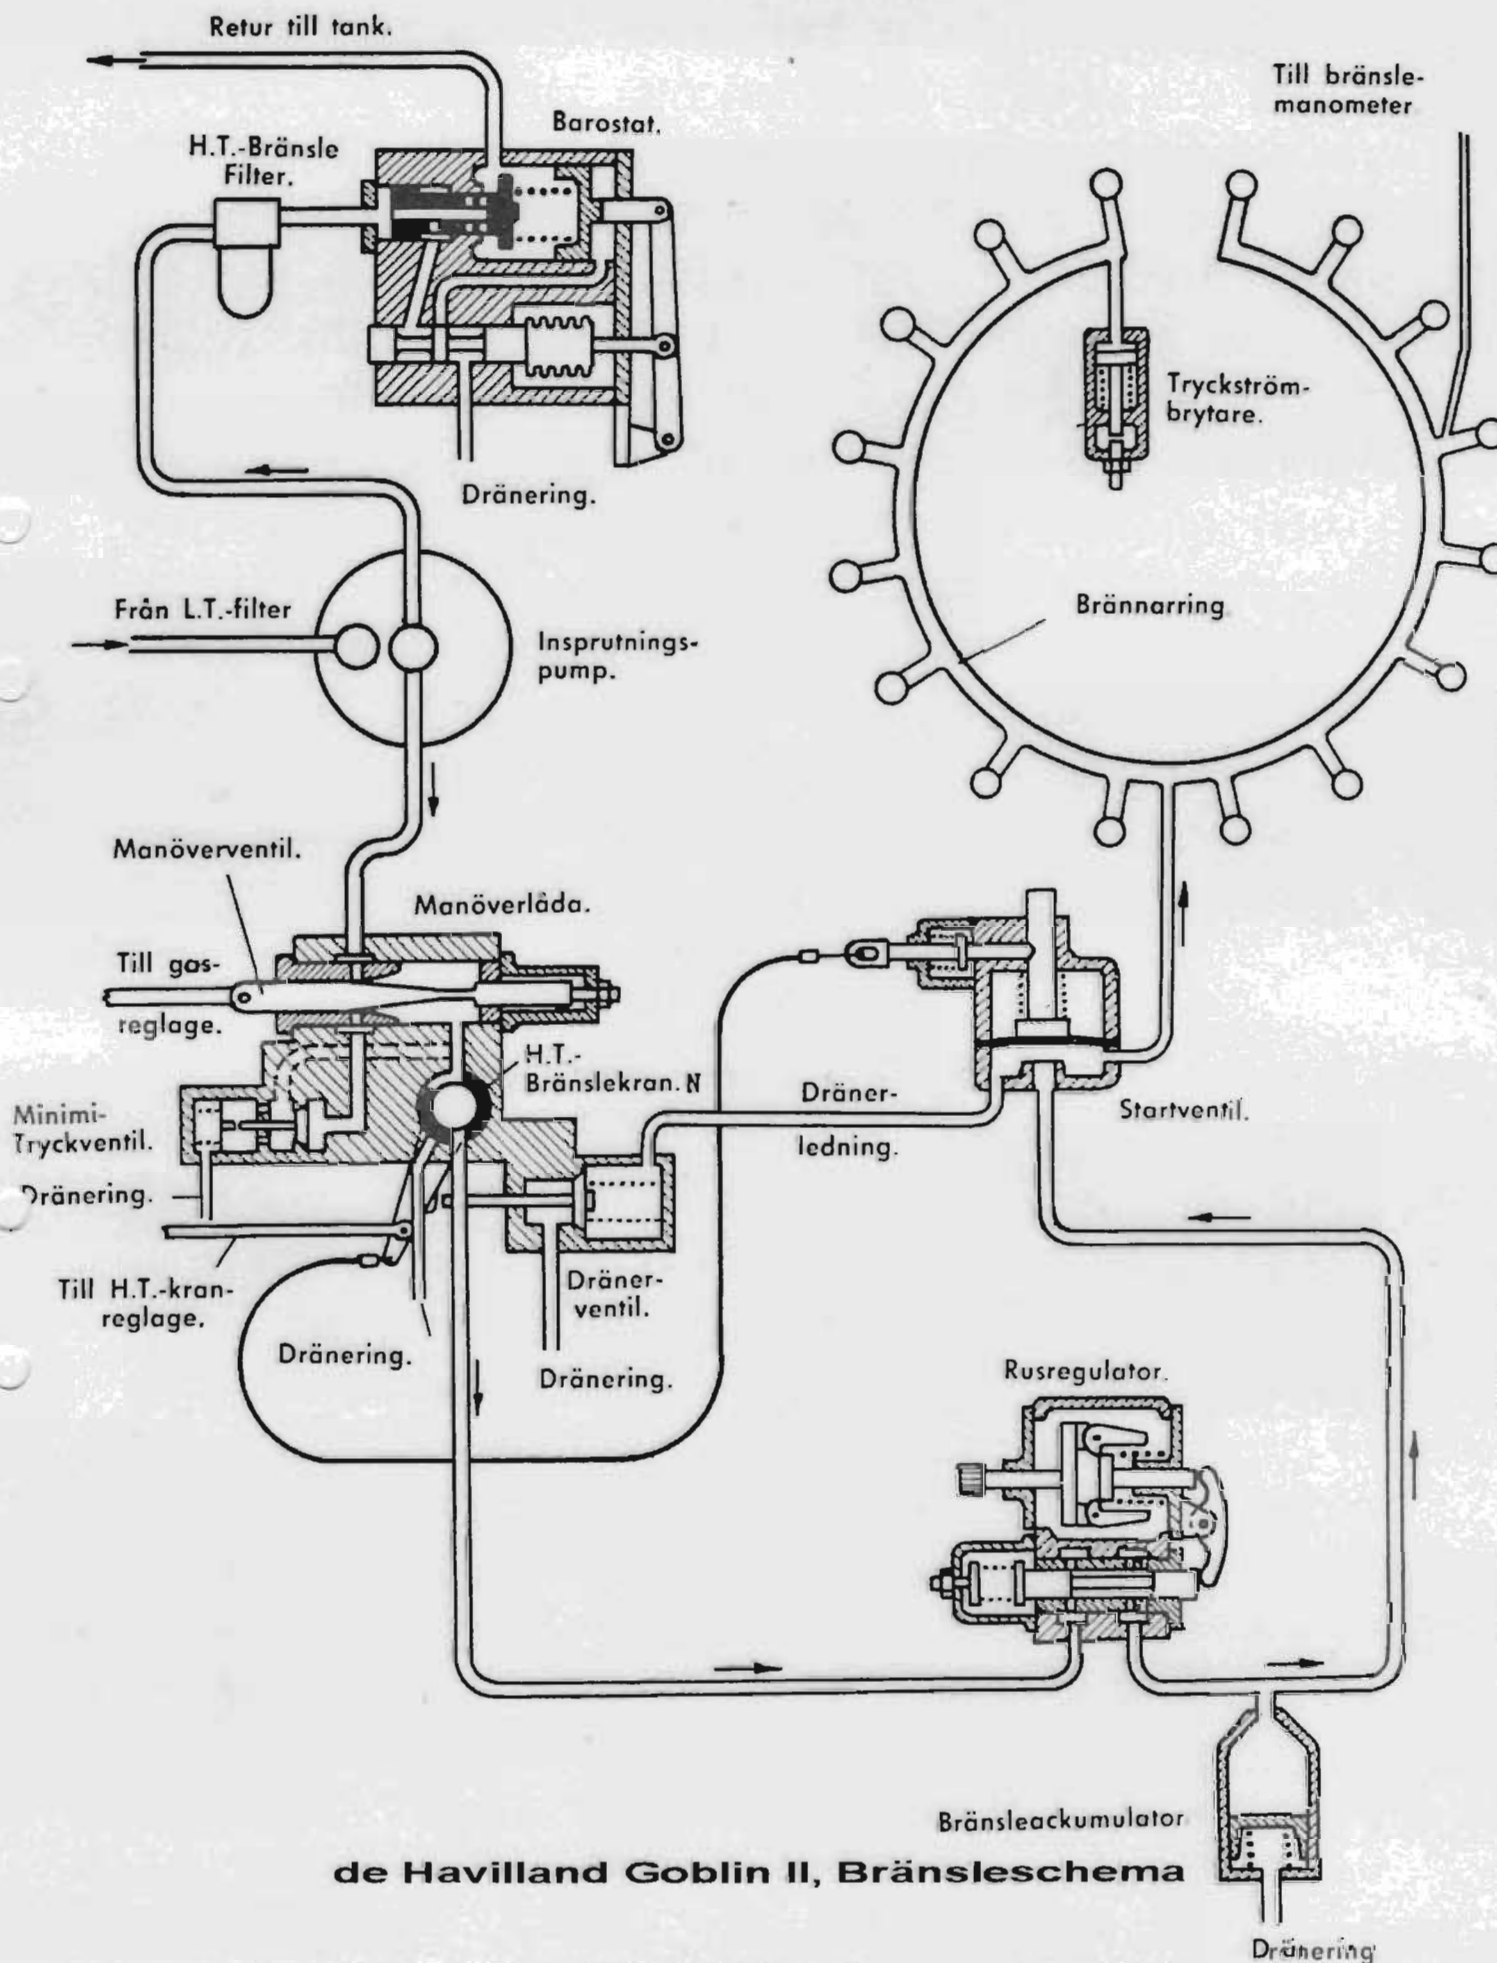 Retur till tank.
Till bränsle-
manometer
Barostat.
H.T.-Bränsle
Filter.
Tryckström-
brytare.
Dränering.
Från L.T.-filter
Insprutnings-
pump.
Brännarring
Manöverventil.
Manöverlåda.
Till gas-
reglage.
H.T.-
Bränslekran. N
Dräner-
ledning.
Startventil.
Minimi-
Tryckventil.
Dränering.
Till H.T.-kran-
reglage.
Dräner-
ventil.
Dränering.
Dränering.
Rusregulator.
Bränsleackumulator
de Havilland Goblin II, Bränsleschema
Dränering